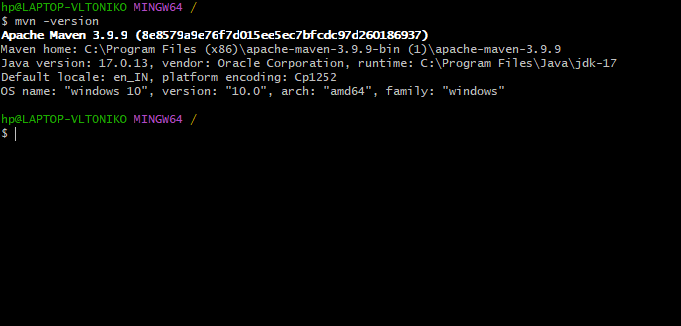 hp@LAPTOP-VLTONIKO MINGW64 /
$ mvn -version
Apache Maven 3.9.9 (8e8579a9e76f7d015ee5ec7bfcdc97d260186937)
Maven home: C:\Program Files (x86)\apache-maven-3.9.9-bin (1)\apache-maven-3.9.9
Java version: 17.0.13, vendor: Oracle Corporation, runtime: C:\Program Files\Java\jdk-17
Default locale: en_IN, platform encoding: Cp1252
OS name: "windows 10", version: "10.0", arch: "amd64", family: "windows"
hp@LAPTOP-VLTONIKO MINGW64 /
$